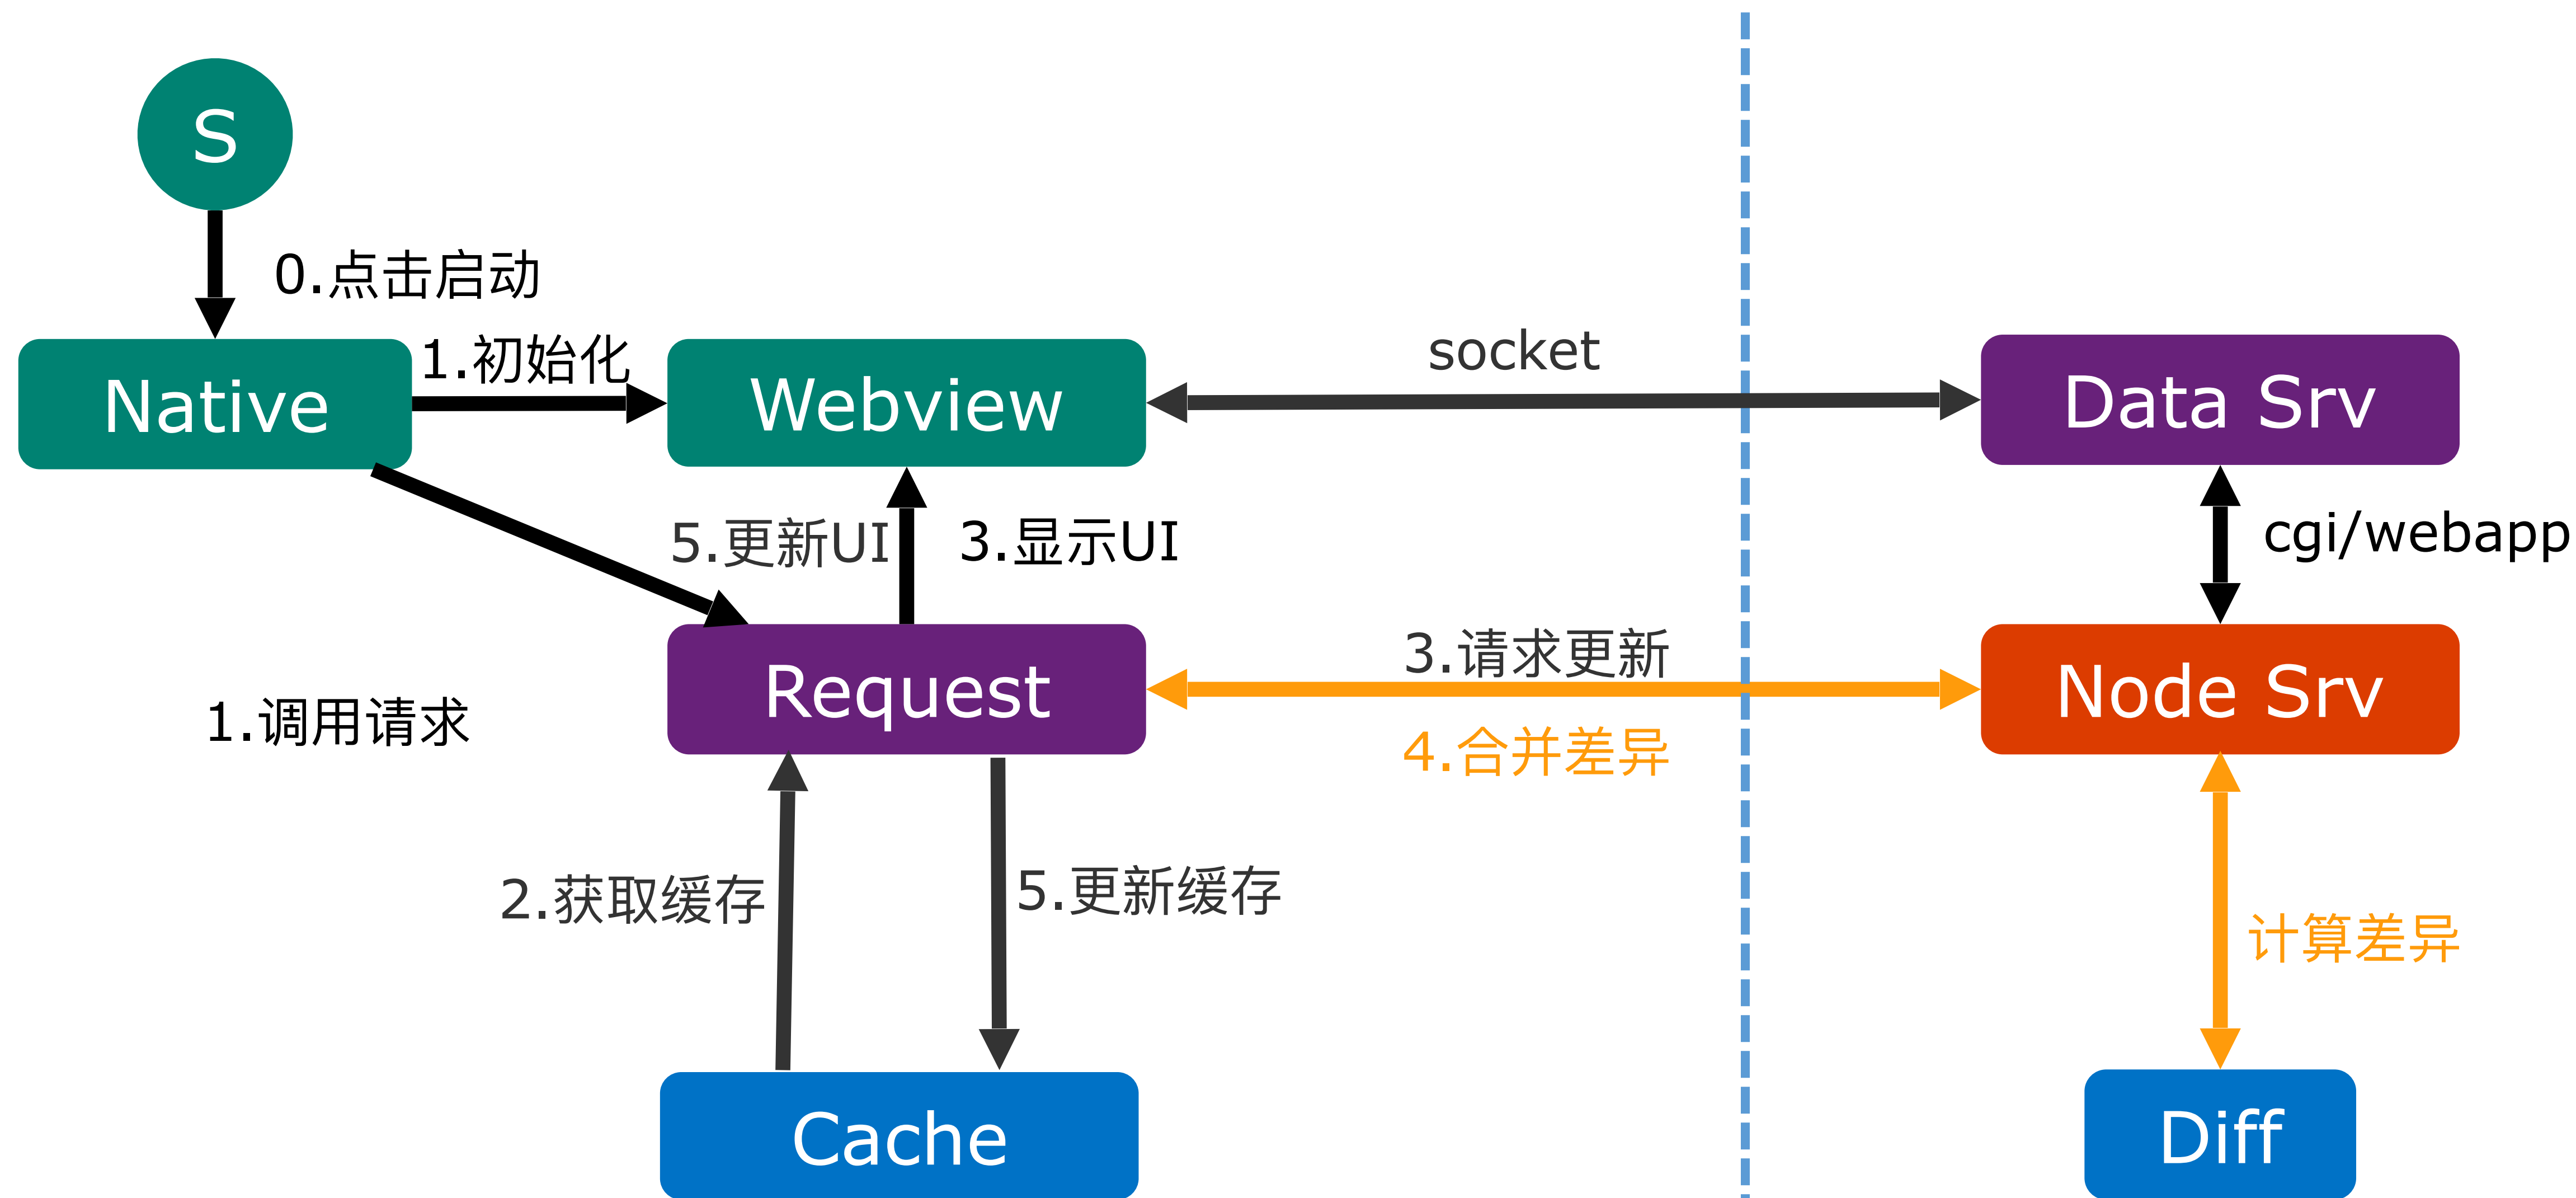 S
0.点击启动
1.初始化
Native
Webview
socket
Data Srv
5.更新UI
3.显示UI
cgi/webapp
1.调用请求
Request
3.请求更新
4.合并差异
Node Srv
2.获取缓存
5.更新缓存
计算差异
Cache
Diff